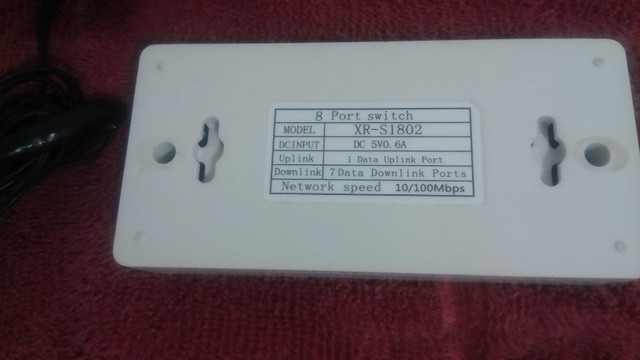 8 Port switch
MODEL XR-S1802
DCINPUT DC 5V0.6A
Uplink 1 Data Uplink Port
Downlink 7 Data Downlink Ports
Network speed 10/100Mbps